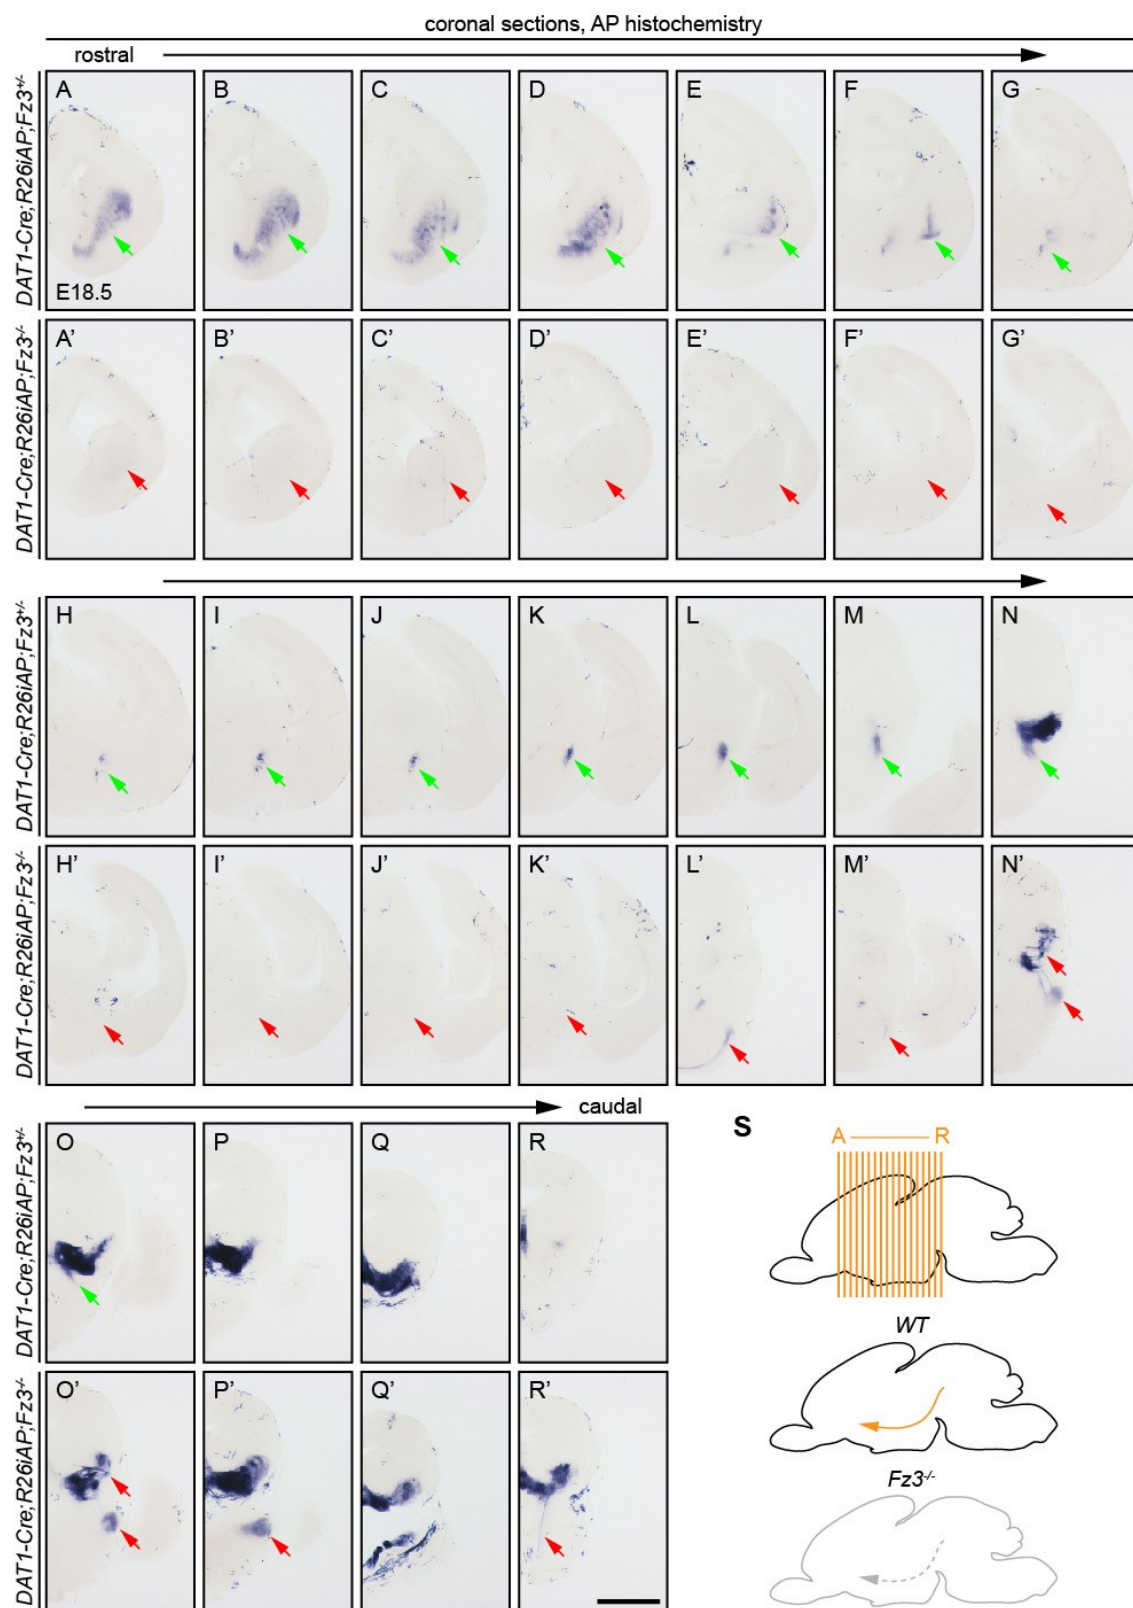 coronal sections, AP histochemistry
rostral
DAT1-Cre;R26iAP;Fz3+/-
A B C D E F G
E18.5
DAT1-Cre;R26iAP;Fz3-/-
A' B' C' D' E' F' G'
DAT1-Cre;R26iAP;Fz3+/-
H I J K L M N
DAT1-Cre;R26iAP;Fz3-/-
H' I' J' K' L' M' N'
caudal
DAT1-Cre;R26iAP;Fz3+/-
O P Q R
DAT1-Cre;R26iAP;Fz3-/-
O' P' Q' R'
S
A R
WT
Fz3-/-